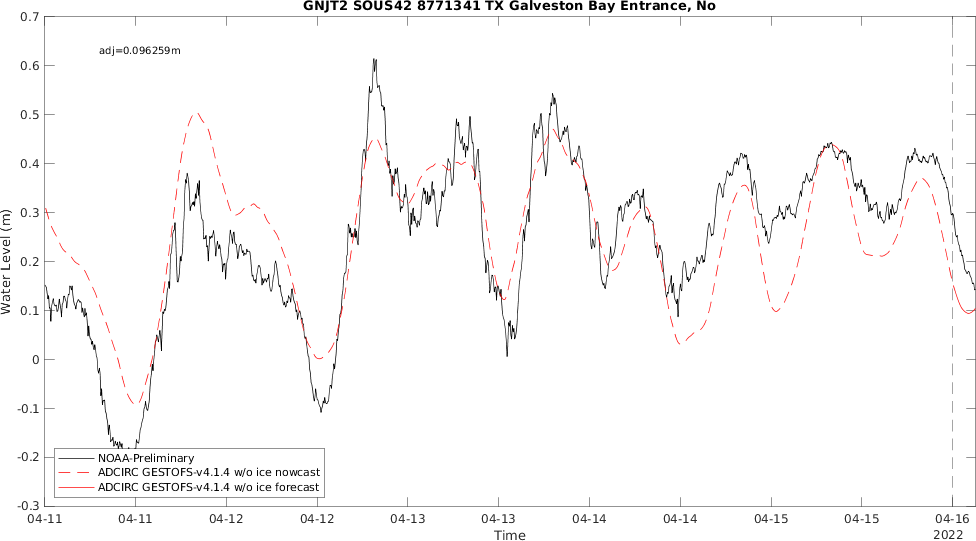 GNJT2 SOUS42 8771341 TX Galveston Bay Entrance, No
adj=0.096259m
Water Level (m)
0.7
0.6
0.5
0.4
0.3
0.2
0.1
0
-0.1
-0.2
-0.3
NOAA-Preliminary
ADCIRC GESTOFS-v4.1.4 w/o ice nowcast
ADCIRC GESTOFS-v4.1.4 w/o ice forecast
04-11 04-11 04-12 04-12 04-13 04-13 04-14 04-14 04-15 04-15 04-16
Time
2022